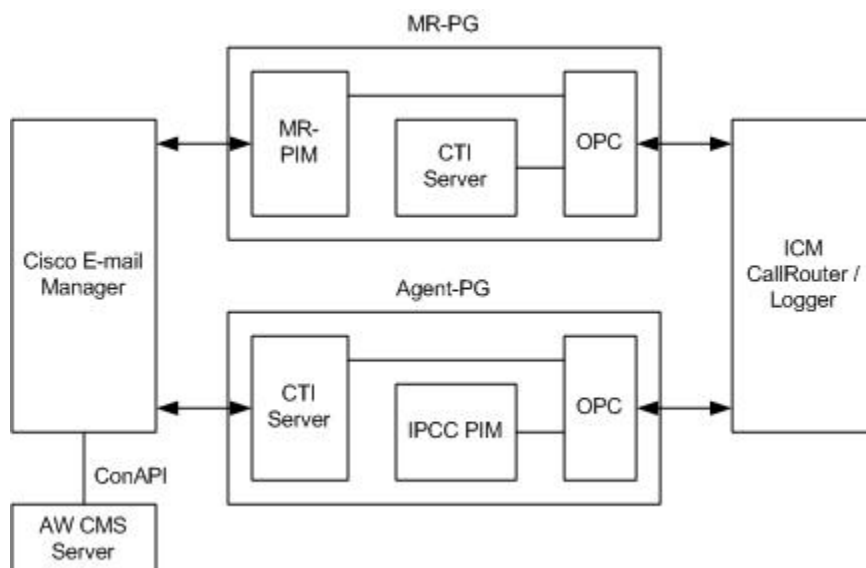 MR-PG
MR-
PIM
CTI
Server
OPC
Cisco E-mail
Manager
ICM
CallRouter /
Logger
Agent-PG
CTI
Server
IPCC PIM
OPC
ConAPI
AW CMS
Server